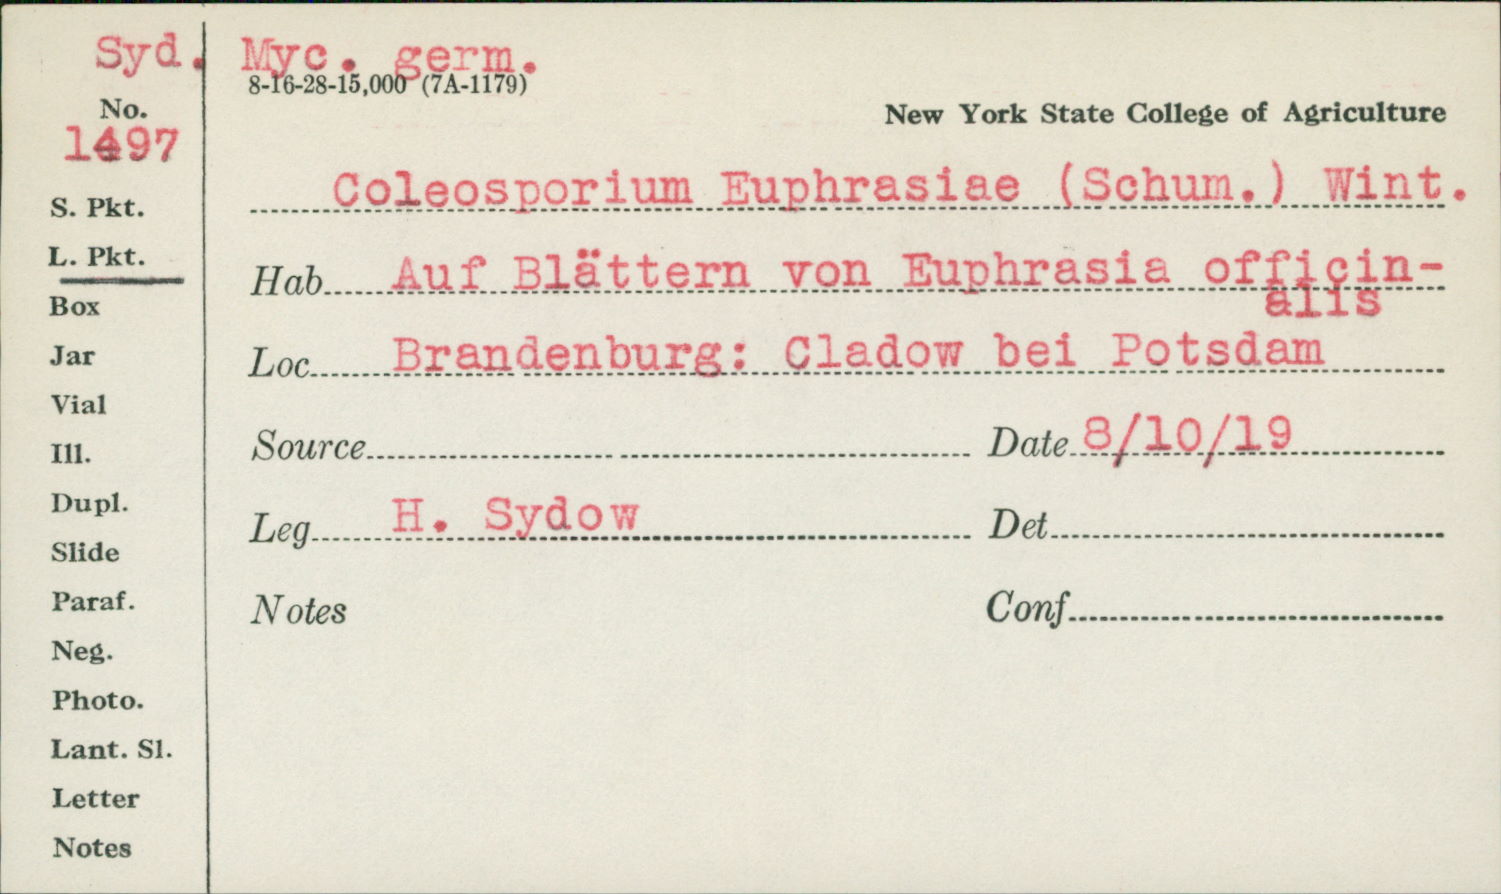 Syd. Myc. germ.
8-16-28-15,000 (7A-1179)
No.
1497
New York State College of Agriculture
Coleosporium Euphrasiae (Schum.) Wint.
S. Pkt.
L. Pkt.
Box
Jar
Vial
Ill.
Dupl.
Slide
Paraf.
Neg.
Photo.
Lant. Sl.
Letter
Notes
Hab Auf Blättern von Euphrasia officin-
alis
Loc Brandenburg: Cladow bei Potsdam
Source Date 8/10/19
Leg H. Sydow Det
Notes Conf